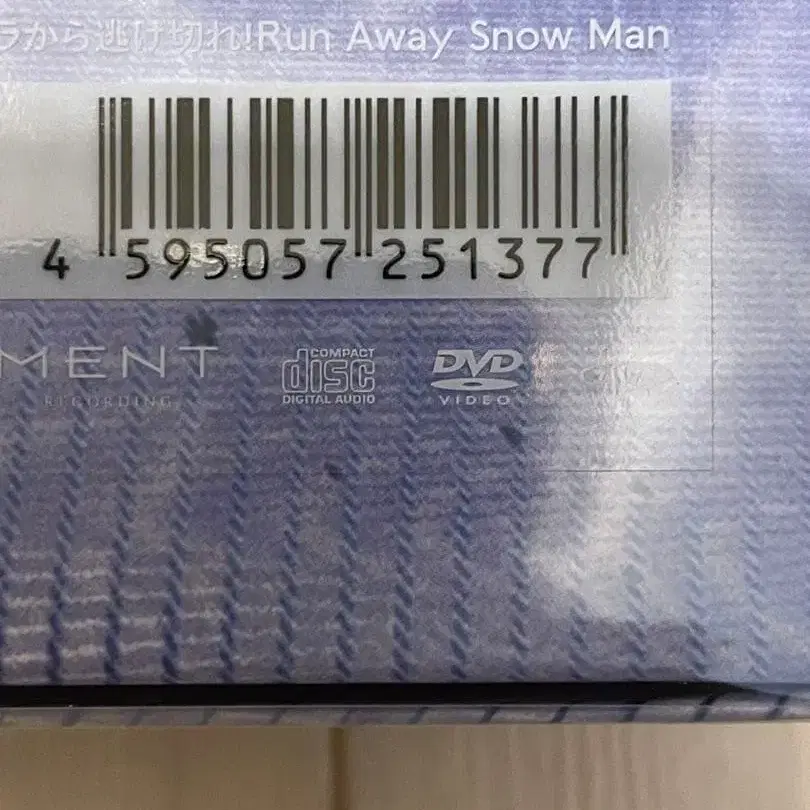 ラから逃げ切れ!Run Away Snow Man
4 595057 251377
MENT
RECORDING
COMPACT
disc
DIGITAL AUDIO
DVD
VIDEO